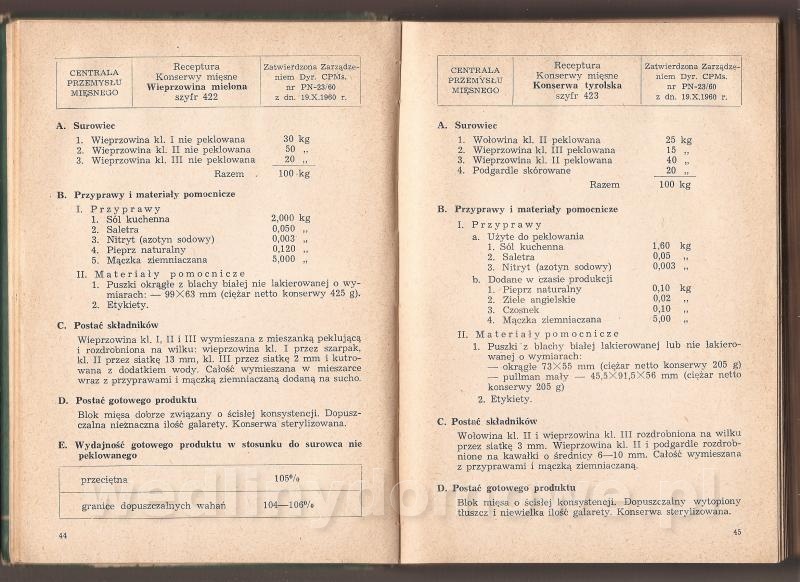 CENTRALA
PRZEMYSŁU
MIĘSNEGO
Receptura
Konserwy mięsne
Wieprzowina mielona
szyfr 422
Zatwierdzona Zarządze-
niem Dyr. CPMs.
nr PN-23/60
z dn. 19.X.1960 r.
A. Surowiec
1. Wieprzowina kl. I nie peklowana 30 kg
2. Wieprzowina kl. II nie peklowana 50 „
3. Wieprzowina kl. III nie peklowana 20 „
Razem 100 kg
B. Przyprawy i materiały pomocnicze
I. Przyprawy
1. Sól kuchenna 2,000 kg
2. Saletra 0,050 „
3. Nitryt (azotyn sodowy) 0,003 „
4. Pieprz naturalny 0,120 „
5. Mączka ziemniaczana 5,000 „
II. Materiały pomocnicze
1. Puszki okrągłe z blachy białej nie lakierowanej o wy-
miarach: — 99×63 mm (ciężar netto konserwy 425 g).
2. Etykiety.
C. Postać składników
Wieprzowina kl. I, II i III wymieszana z mieszanką peklującą
i rozdrobniona na wilku: wieprzowina kl. I przez szarpak,
kl. II przez siatkę 13 mm, kl. III przez siatkę 2 mm i kutro-
wana z dodatkiem wody. Całość wymieszana w mieszarce
wraz z przyprawami i mączką ziemniaczaną dodaną na sucho.
D. Postać gotowego produktu
Blok mięsa dobrze związany o ścisłej konsystencji. Dopusz-
czalna nieznaczna ilość galarety. Konserwa sterylizowana.
E. Wydajność gotowego produktu w stosunku do surowca nie
peklowanego
przeciętna 105%
granice dopuszczalnych wahań 104—106%
44
CENTRALA
PRZEMYSŁU
MIĘSNEGO
Receptura
Konserwy mięsne
Konserwa tyrolska
szyfr 423
Zatwierdzona Zarządze-
niem Dyr. CPMs.
nr PN-23/60
z dn. 19.X.1960 r.
A. Surowiec
1. Wołowina kl. II peklowana 25 kg
2. Wieprzowina kl. III peklowana 15 „
3. Wieprzowina kl. II peklowana 40 „
4. Podgardle skórowane 20 „
Razem 100 kg
B. Przyprawy i materiały pomocnicze
I. Przyprawy
a. Użyte do peklowania
1. Sól kuchenna 1,60 kg
2. Saletra 0,05 „
3. Nitryt (azotyn sodowy) 0,003 „
b. Dodane w czasie produkcji
1. Pieprz naturalny 0,10 kg
2. Ziele angielskie 0,02 „
3. Czosnek 0,10 „
4. Mączka ziemniaczana 5,00 „
II. Materiały pomocnicze
1. Puszki z blachy białej lakierowanej lub nie lakiero-
wanej o wymiarach:
— okrągłe 73×55 mm (ciężar netto konserwy 205 g)
— pullman mały — 45,5×91,5×56 mm (ciężar netto
konserwy 205 g)
2. Etykiety.
C. Postać składników
Wołowina kl. II i wieprzowina kl. III rozdrobniona na wilku
przez siatkę 3 mm. Wieprzowina kl. II i podgardle rozdrob-
nione na kawałki o średnicy 6—10 mm. Całość wymieszana
z przyprawami i mączką ziemniaczaną.
D. Postać gotowego produktu
Blok mięsa o ścisłej konsystencji. Dopuszczalny wytopiony
tłuszcz i niewielka ilość galarety. Konserwa sterylizowana.
45
wedlinydomowe.pl